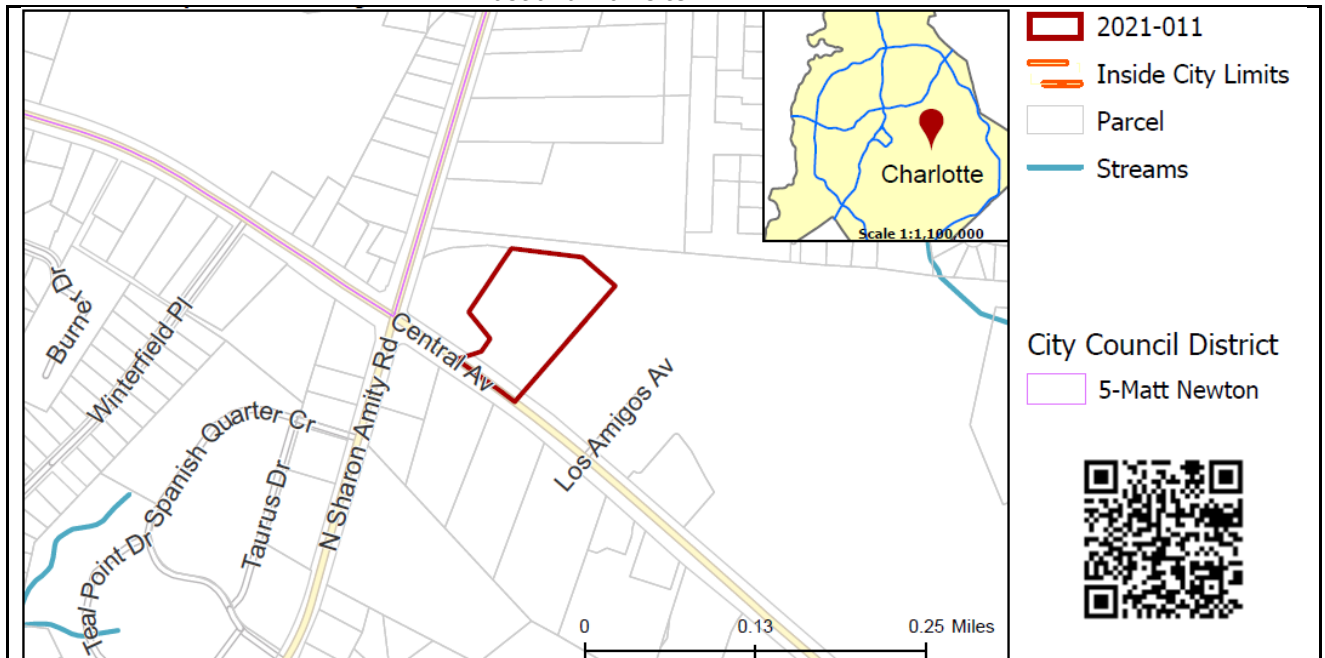 2021-011
Inside City Limits
Parcel
Streams
Charlotte
Scale 1:1,100,000
City Council District
5-Matt Newton
Burner Dr
Winterfield Pl
Central Av
N Sharon Amity Rd
Los Amigos Av
Spanish Quarter Cr
Taurus Dr
Teal Point Dr
0 0.13 0.25 Miles